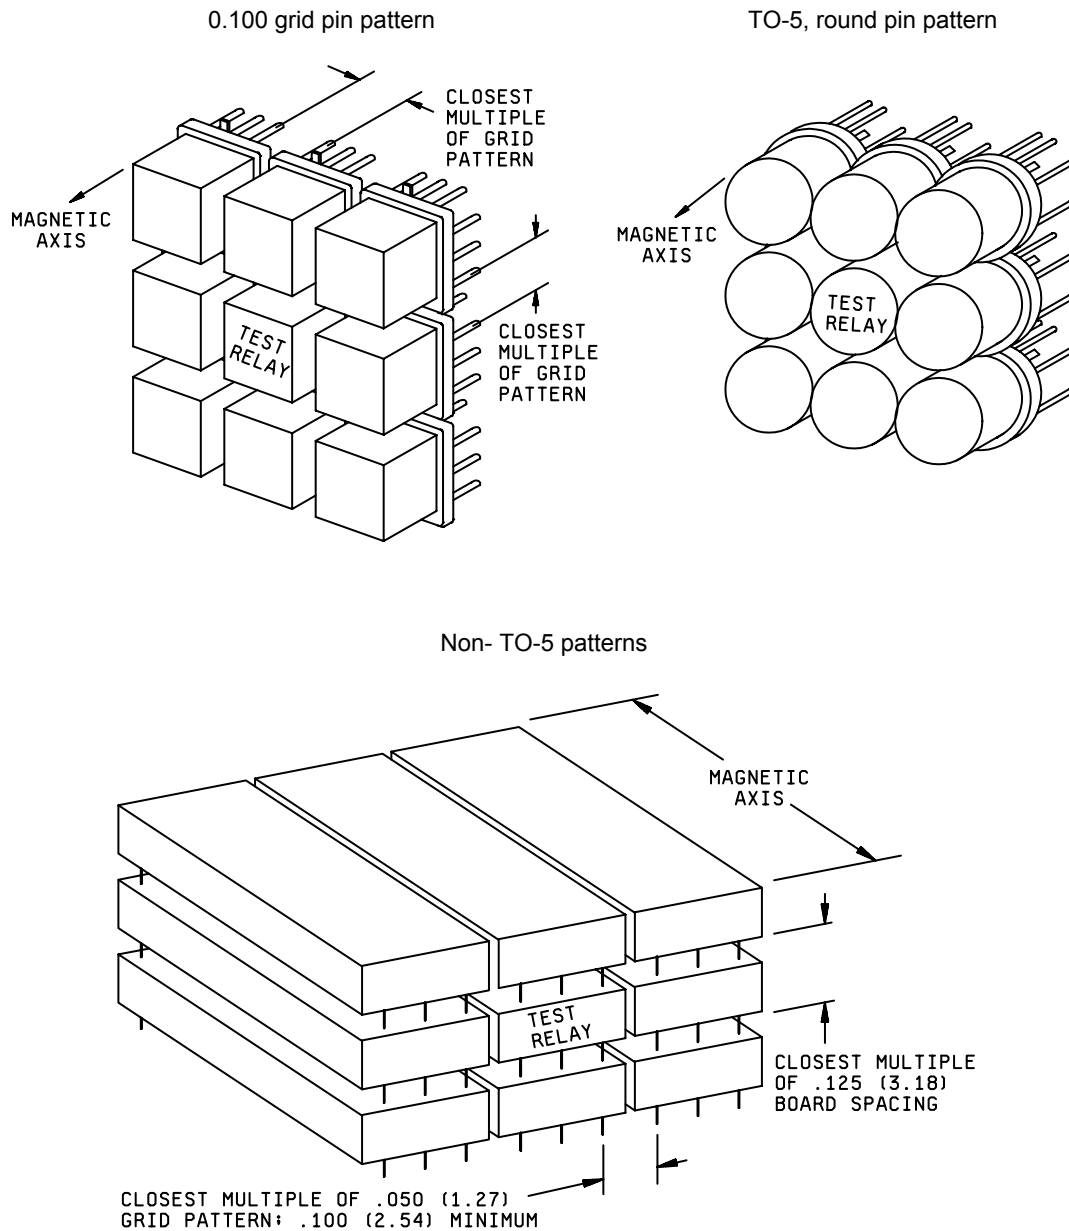 0.100 grid pin pattern
TO-5, round pin pattern
CLOSEST
MULTIPLE
OF GRID
PATTERN
MAGNETIC
AXIS
TEST
RELAY
CLOSEST
MULTIPLE
OF GRID
PATTERN
MAGNETIC
AXIS
TEST
RELAY
Non- TO-5 patterns
MAGNETIC
AXIS
TEST
RELAY
CLOSEST MULTIPLE
OF .125 (3.18)
BOARD SPACING
CLOSEST MULTIPLE OF .050 (1.27)
GRID PATTERN; .100 (2.54) MINIMUM